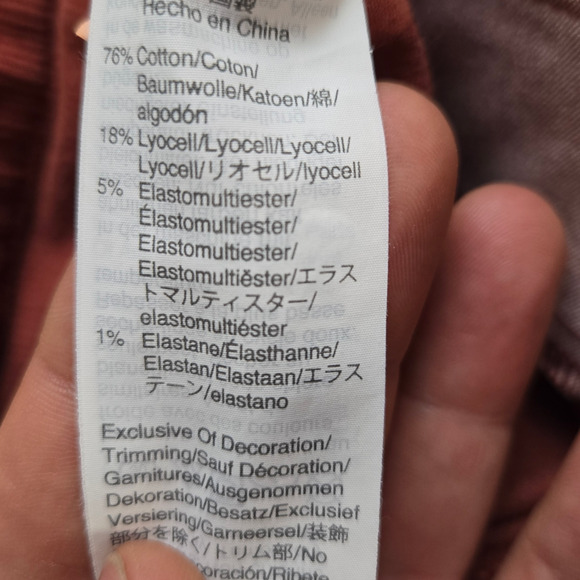 Hecho en China
76% Cotton/Coton/
Baumwolle/Katoen/綿/
algodón
18% Lyocell/Lyocell/Lyocell/
Lyocell/リオセル/lyocell
5% Elastomultiester/
Élastomultiester/
Elastomultiester/
Elastomultiëster/エラス
トマルティスター/
elastomultiéster
1% Elastane/Élasthanne/
Elastan/Elastaan/エラス
テーン/elastano
Exclusive Of Decoration/
Trimming/Sauf Décoration/
Garnitures/Ausgenommen
Dekoration/Besatz/Exclusief
Versiering/Garneersel/装飾
部分を除く/トリム部/No